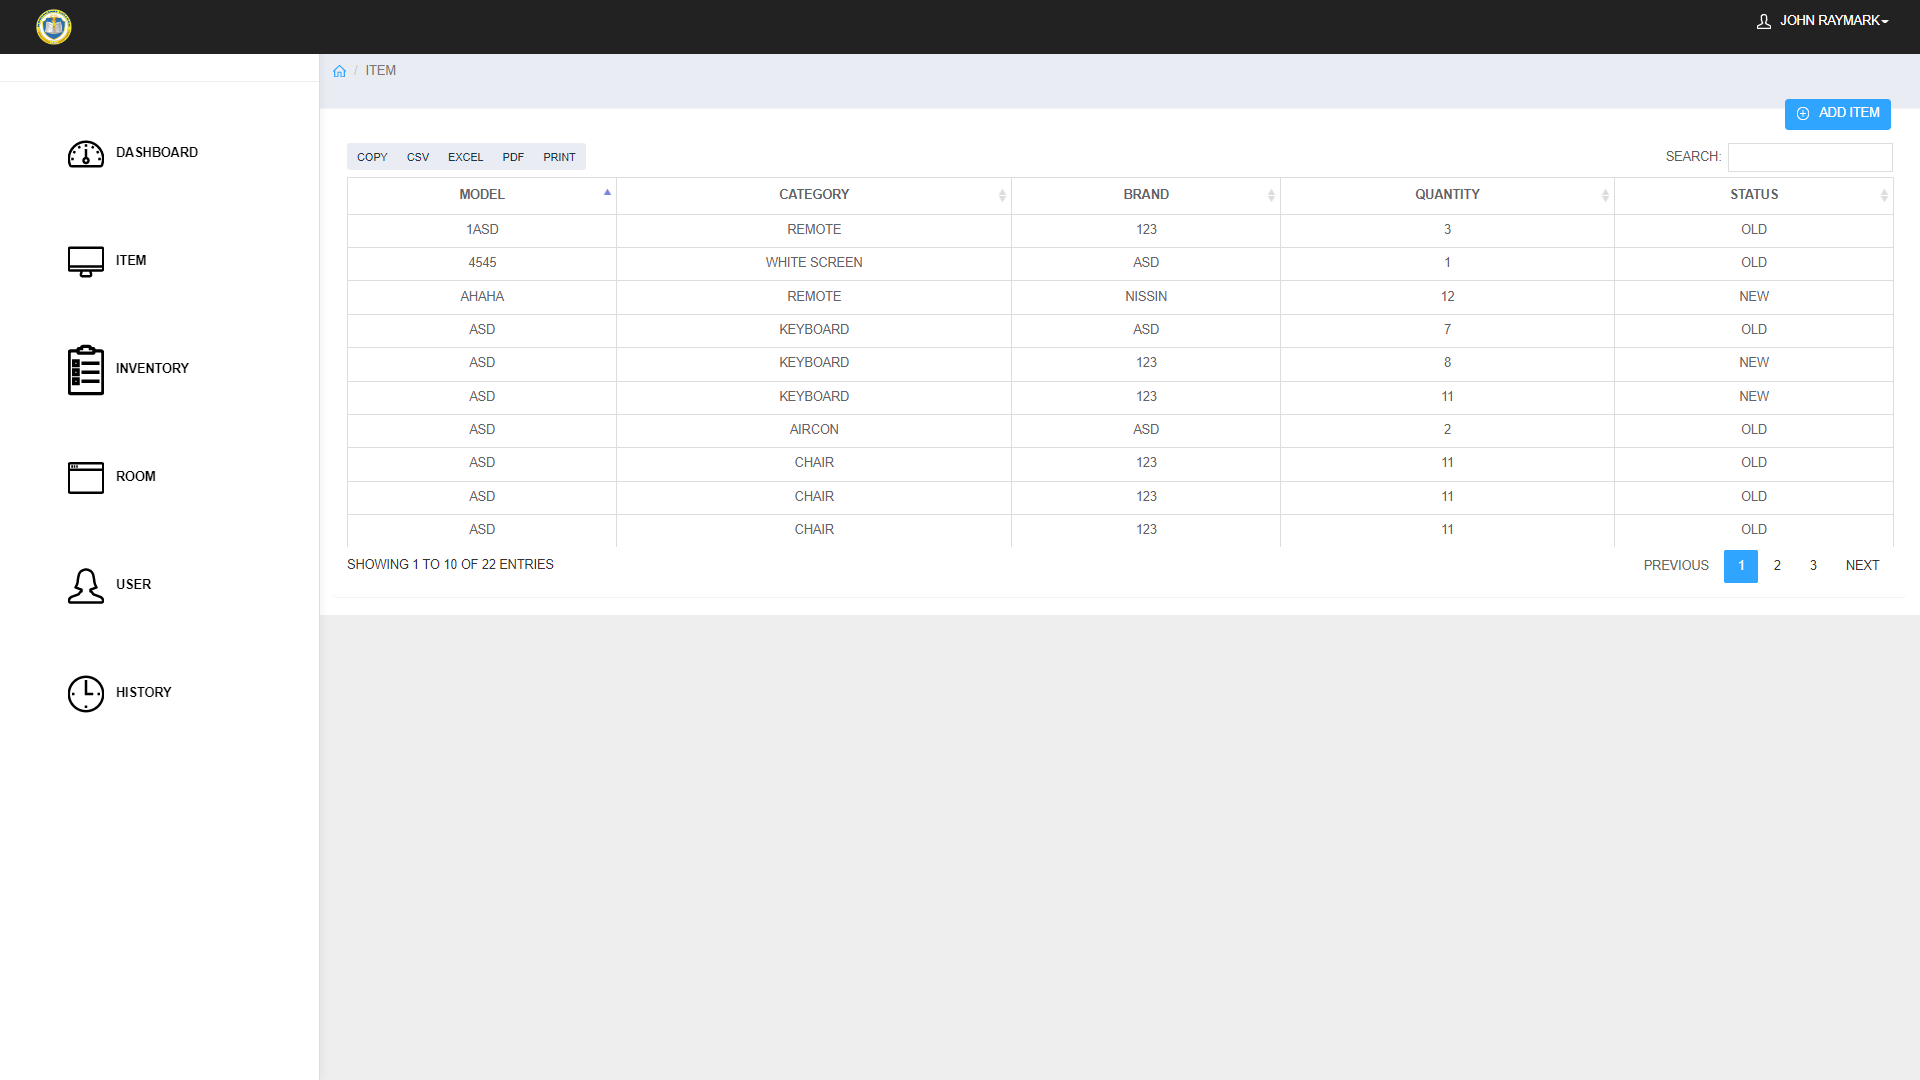 JOHN RAYMARK
/ ITEM
ADD ITEM
DASHBOARD
ITEM
INVENTORY
ROOM
USER
HISTORY
COPY CSV EXCEL PDF PRINT
SEARCH:
MODEL CATEGORY BRAND QUANTITY STATUS
1ASD REMOTE 123 3 OLD
4545 WHITE SCREEN ASD 1 OLD
AHAHA REMOTE NISSIN 12 NEW
ASD KEYBOARD ASD 7 OLD
ASD KEYBOARD 123 8 NEW
ASD KEYBOARD 123 11 NEW
ASD AIRCON ASD 2 OLD
ASD CHAIR 123 11 OLD
ASD CHAIR 123 11 OLD
ASD CHAIR 123 11 OLD
SHOWING 1 TO 10 OF 22 ENTRIES
PREVIOUS 1 2 3 NEXT